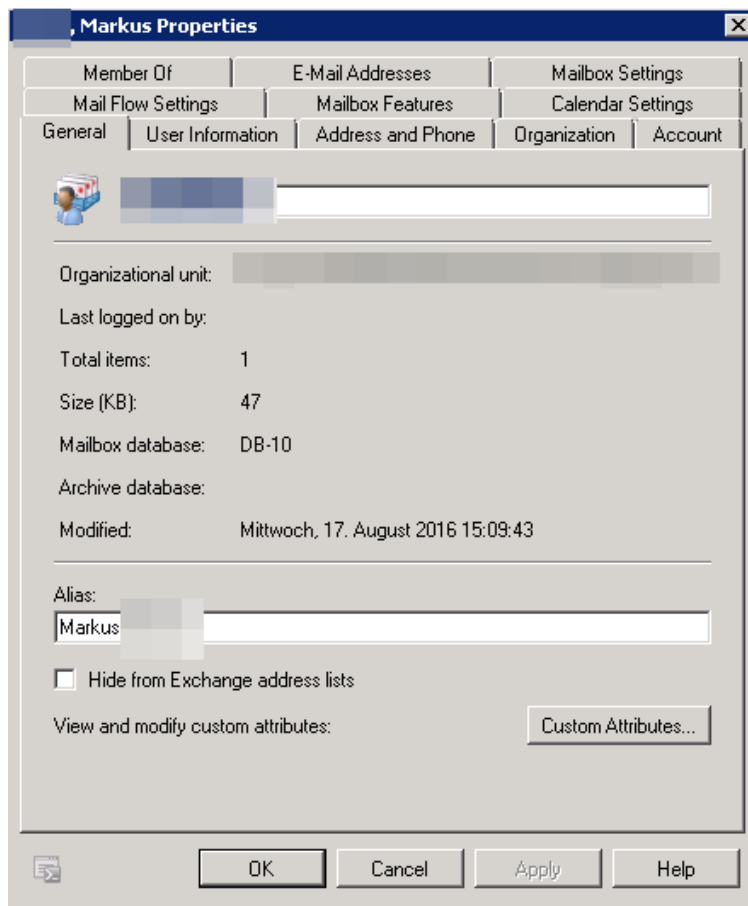 , Markus Properties
Member Of E-Mail Addresses Mailbox Settings
Mail Flow Settings Mailbox Features Calendar Settings
General User Information Address and Phone Organization Account
Organizational unit:
Last logged on by:
Total items: 1
Size (KB): 47
Mailbox database: DB-10
Archive database:
Modified: Mittwoch, 17. August 2016 15:09:43
Alias:
Markus
Hide from Exchange address lists
View and modify custom attributes: Custom Attributes...
OK Cancel Apply Help